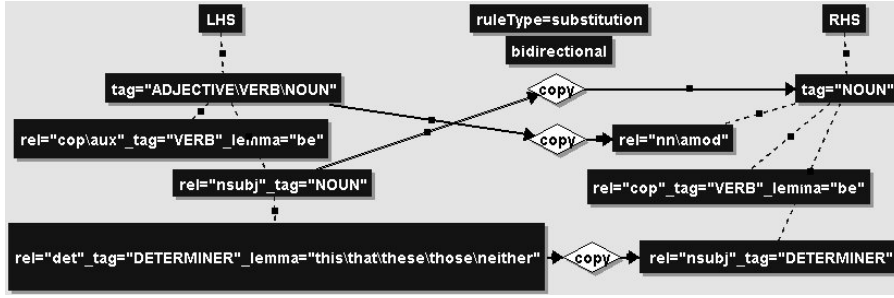 LHS
ruleType=substitution
RHS
bidirectional
tag="ADJECTIVE\VERB\NOUN"
copy
tag="NOUN"
rel="cop\aux"_tag="VERB"_lemma="be"
copy
rel="nn\amod"
rel="nsubj"_tag="NOUN"
rel="cop"_tag="VERB"_lemma="be"
rel="det"_tag="DETERMINER"_lemma="this\that\these\those\neither"
copy
rel="nsubj"_tag="DETERMINER"